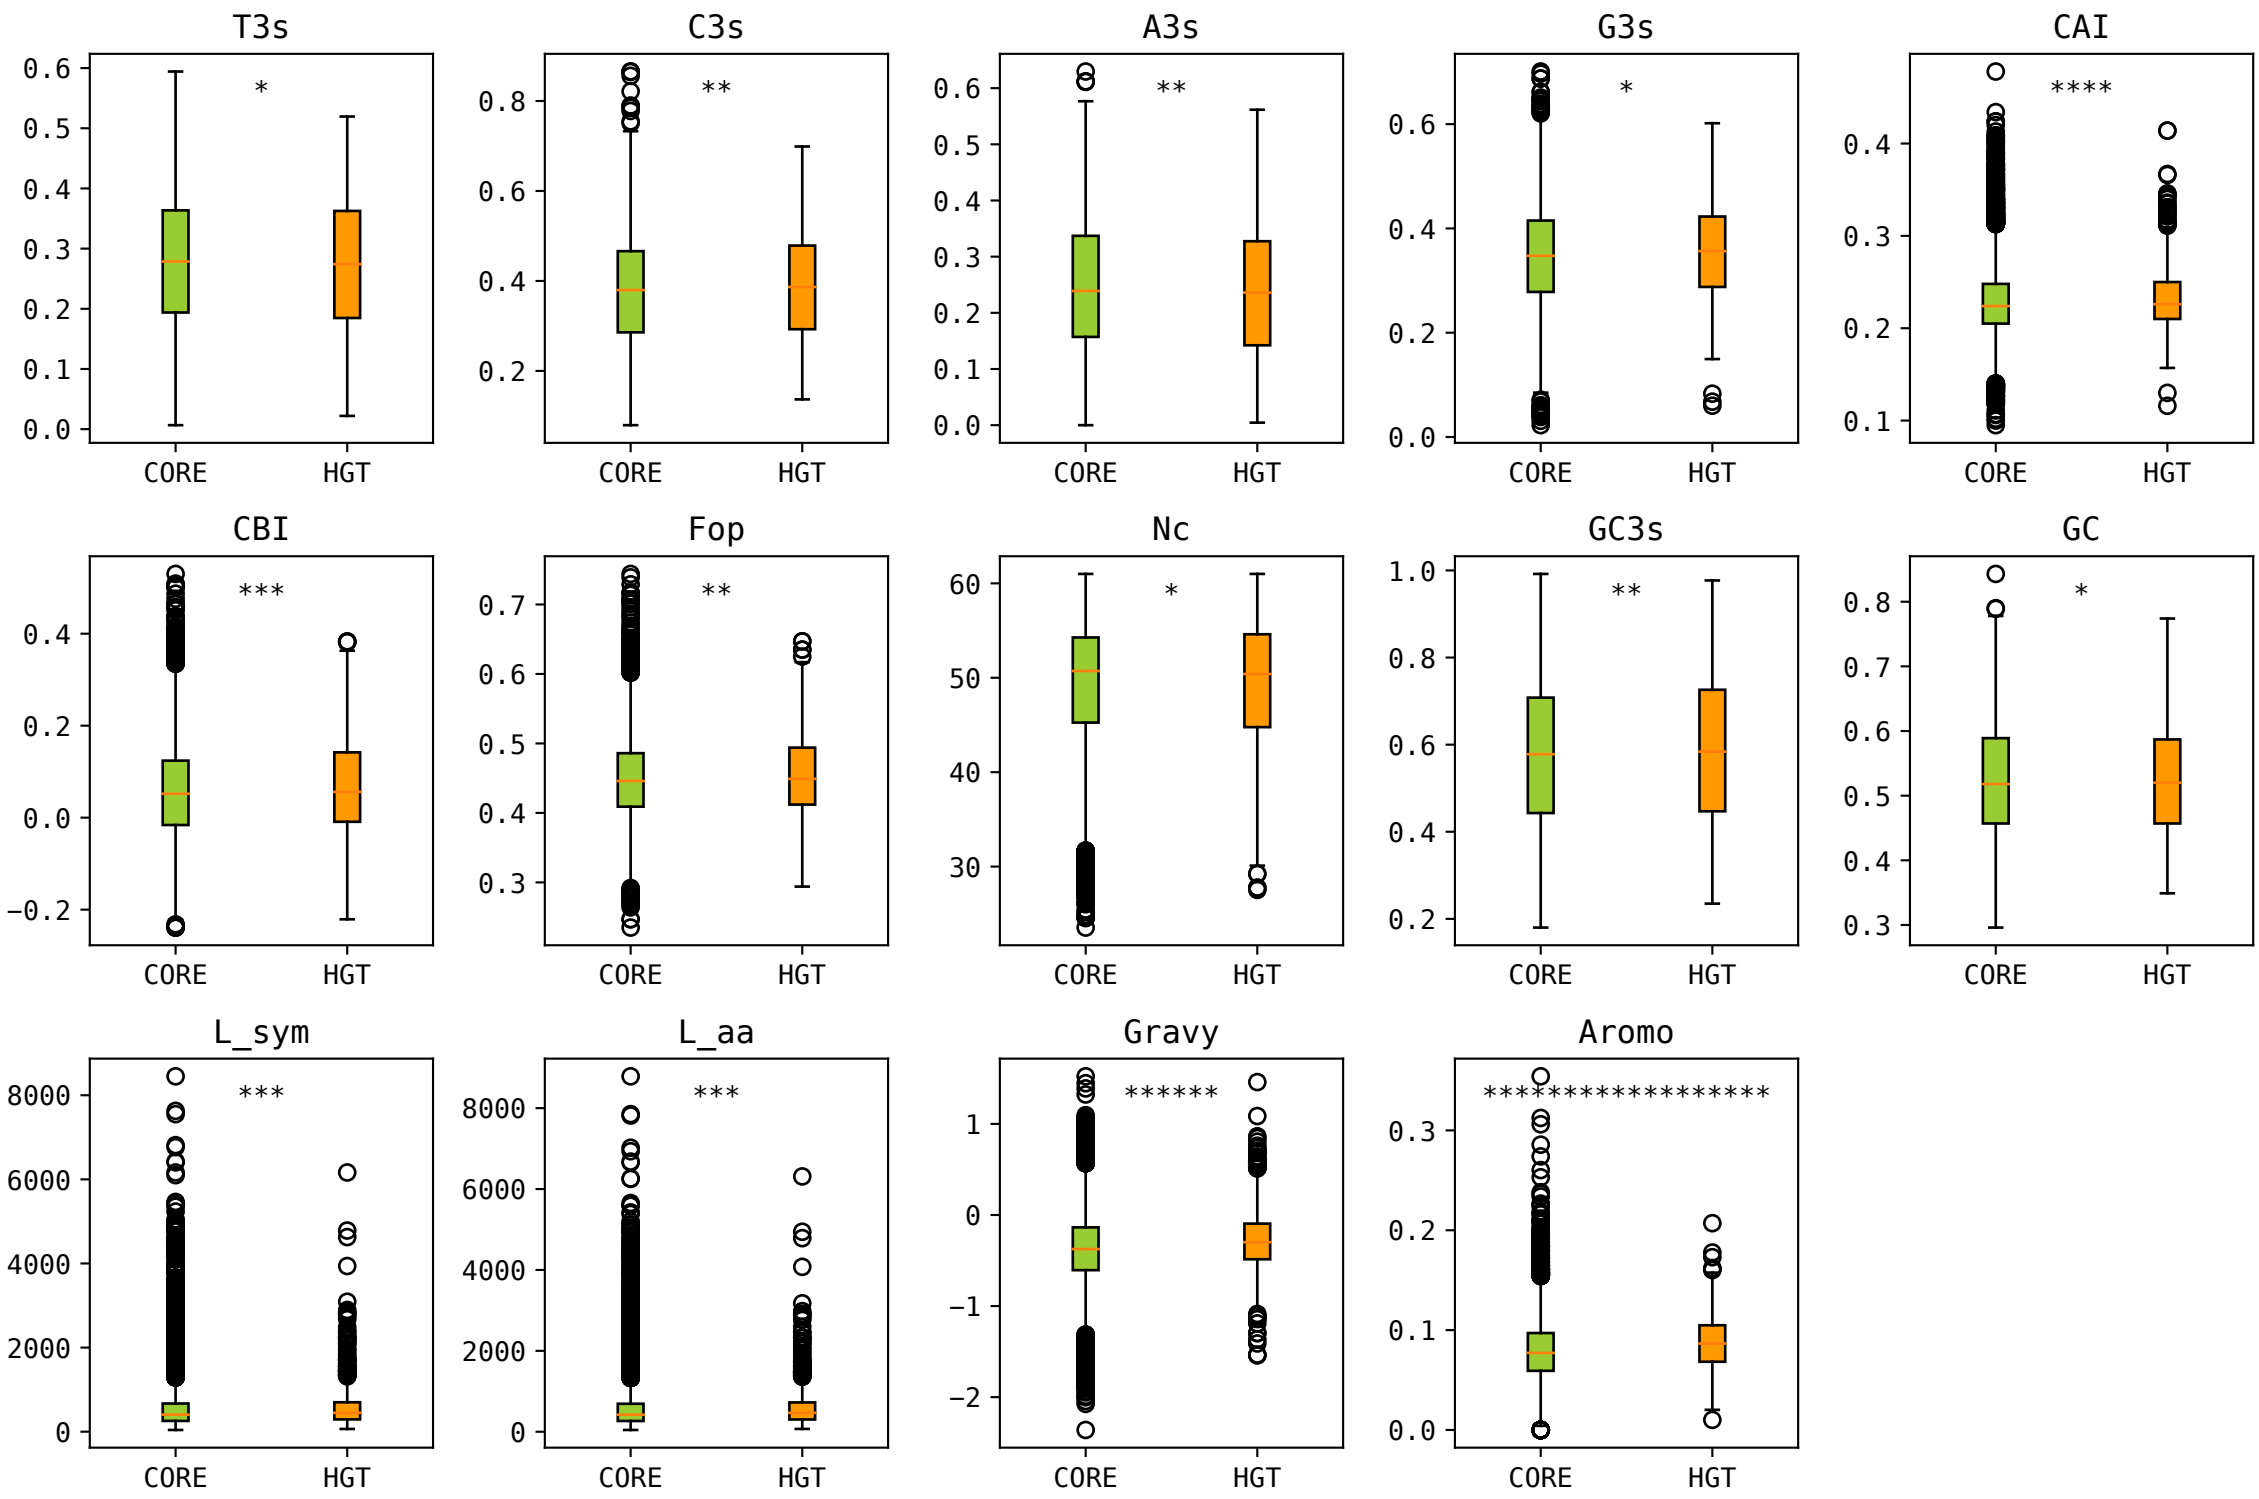 T3s
*
0.6
0.5
0.4
0.3
0.2
0.1
0.0
CORE HGT
C3s
**
0.8
0.6
0.4
0.2
CORE HGT
A3s
**
0.6
0.5
0.4
0.3
0.2
0.1
0.0
CORE HGT
G3s
*
0.6
0.4
0.2
0.0
CORE HGT
CAI
****
0.4
0.3
0.2
0.1
CORE HGT
CBI
***
0.4
0.2
0.0
−0.2
CORE HGT
Fop
**
0.7
0.6
0.5
0.4
0.3
CORE HGT
Nc
*
60
50
40
30
CORE HGT
GC3s
**
1.0
0.8
0.6
0.4
0.2
CORE HGT
GC
*
0.8
0.7
0.6
0.5
0.4
0.3
CORE HGT
L_sym
***
8000
6000
4000
2000
0
CORE HGT
L_aa
***
8000
6000
4000
2000
0
CORE HGT
Gravy
******
1
0
−1
−2
CORE HGT
Aromo
******************
0.3
0.2
0.1
0.0
CORE HGT